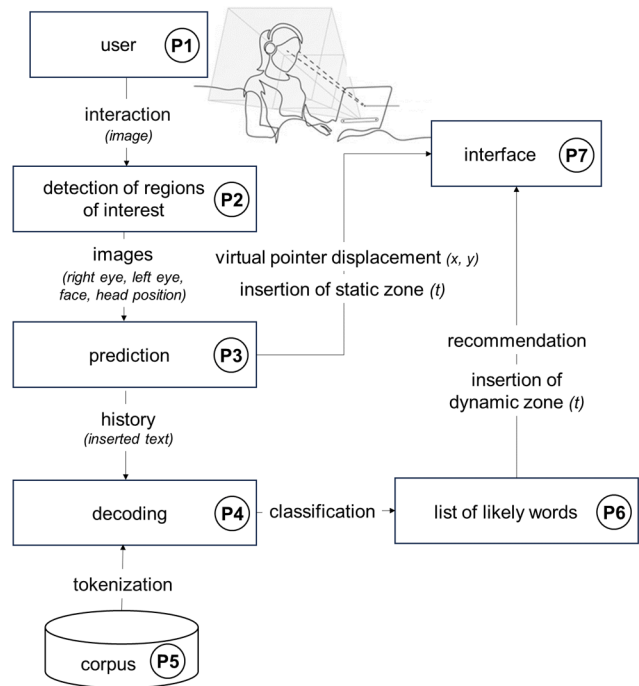 user P1
interaction
(image)
interface P7
detection of regions
of interest P2
images
(right eye, left eye,
face, head position)
virtual pointer displacement (x, y)
insertion of static zone (t)
prediction P3
recommendation
insertion of
dynamic zone (t)
history
(inserted text)
decoding P4
classification
list of likely words P6
tokenization
corpus P5